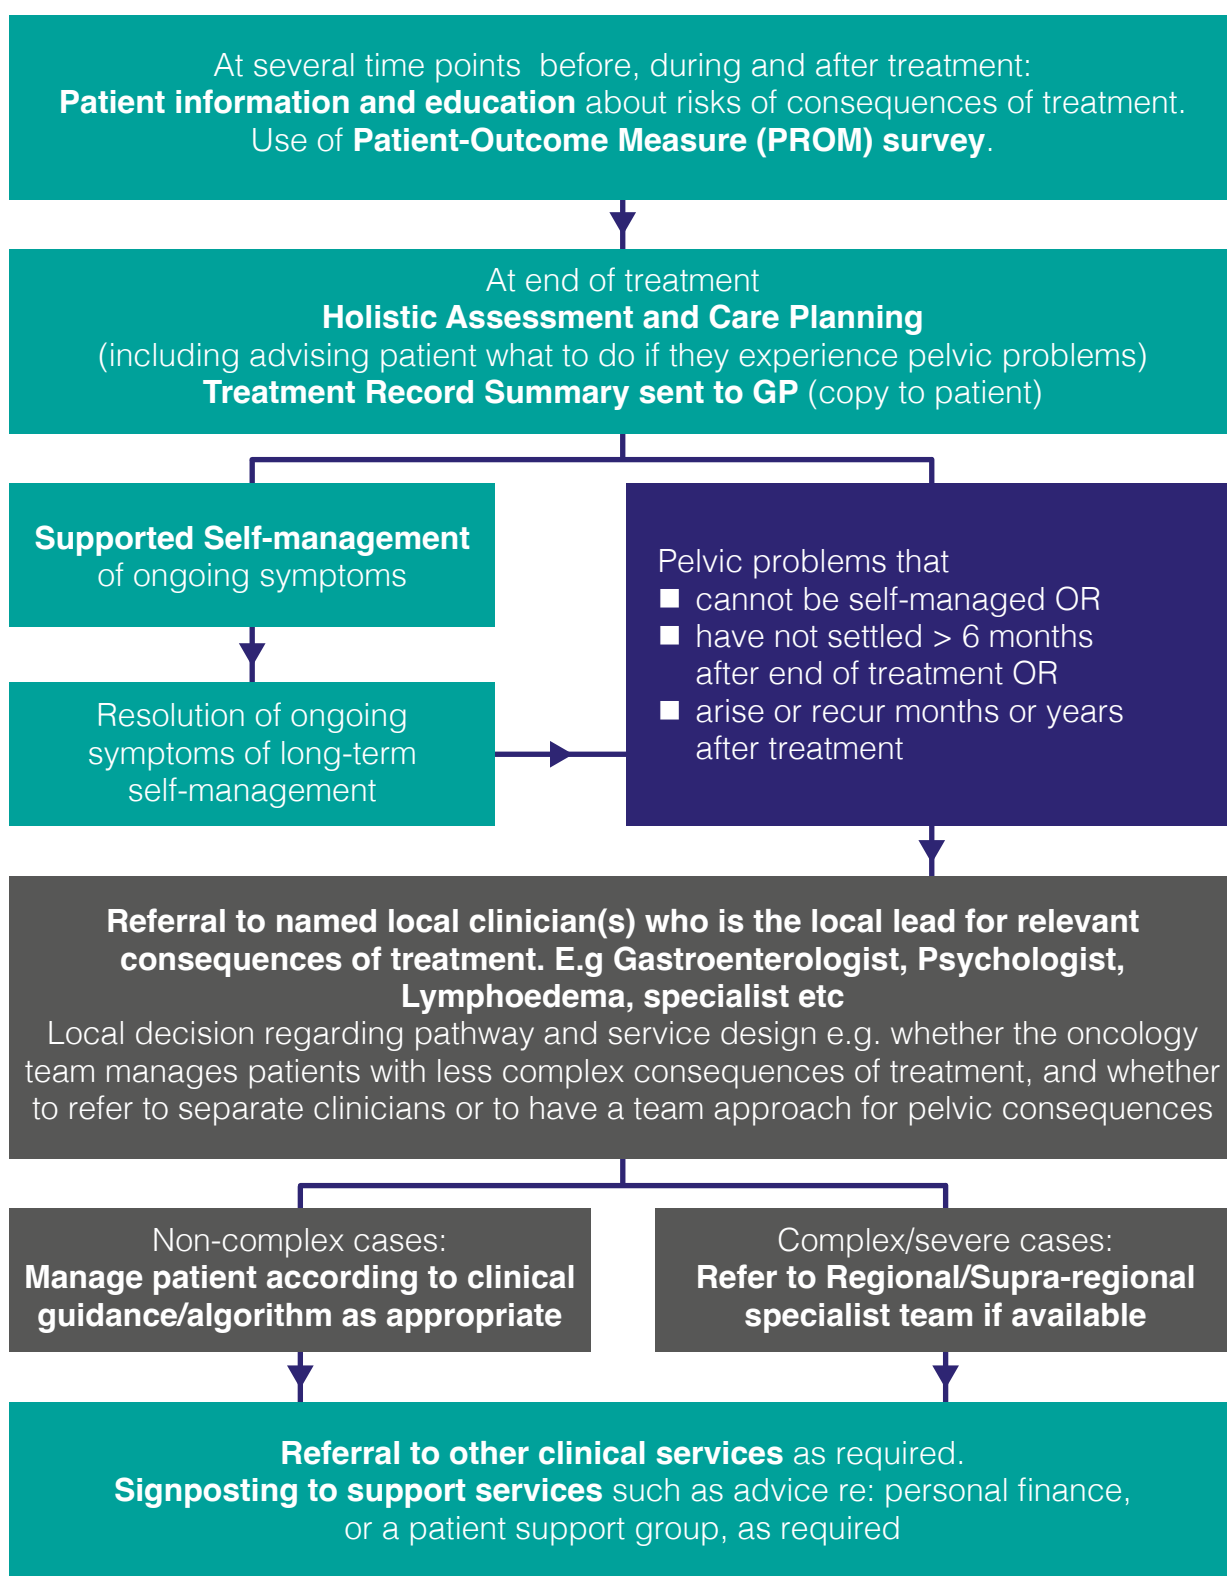 At several time points before, during and after treatment:
Patient information and education about risks of consequences of treatment.
Use of Patient-Outcome Measure (PROM) survey.
At end of treatment
Holistic Assessment and Care Planning
(including advising patient what to do if they experience pelvic problems)
Treatment Record Summary sent to GP (copy to patient)
Supported Self-management
of ongoing symptoms
Resolution of ongoing
symptoms of long-term
self-management
Pelvic problems that
■ cannot be self-managed OR
■ have not settled > 6 months
after end of treatment OR
■ arise or recur months or years
after treatment
Referral to named local clinician(s) who is the local lead for relevant
consequences of treatment. E.g Gastroenterologist, Psychologist,
Lymphoedema, specialist etc
Local decision regarding pathway and service design e.g. whether the oncology
team manages patients with less complex consequences of treatment, and whether
to refer to separate clinicians or to have a team approach for pelvic consequences
Non-complex cases:
Manage patient according to clinical
guidance/algorithm as appropriate
Complex/severe cases:
Refer to Regional/Supra-regional
specialist team if available
Referral to other clinical services as required.
Signposting to support services such as advice re: personal finance,
or a patient support group, as required